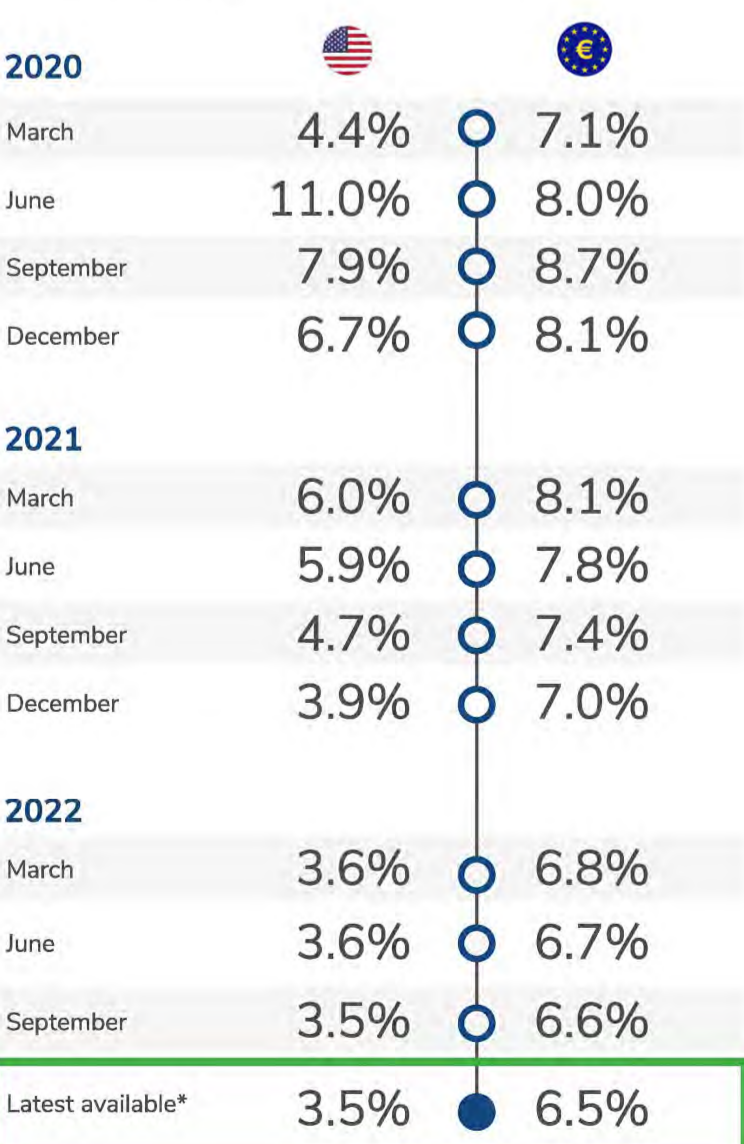 2020 €
March 4.4% 7.1%
June 11.0% 8.0%
September 7.9% 8.7%
December 6.7% 8.1%
2021
March 6.0% 8.1%
June 5.9% 7.8%
September 4.7% 7.4%
December 3.9% 7.0%
2022
March 3.6% 6.8%
June 3.6% 6.7%
September 3.5% 6.6%
Latest available* 3.5% 6.5%